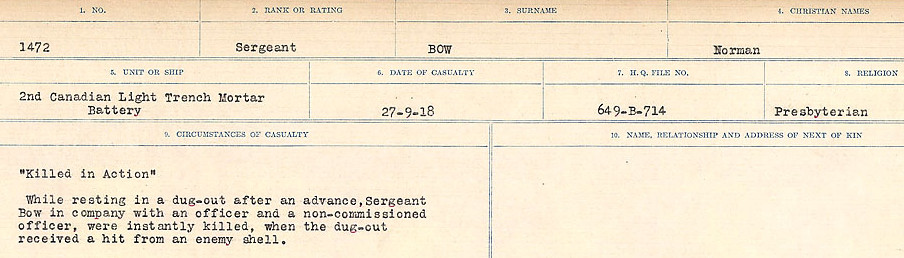 1. NO. 2. RANK OR RATING 3. SURNAME 4. CHRISTIAN NAMES
1472 Sergeant BOW Norman
5. UNIT OR SHIP 6. DATE OF CASUALTY 7. H. Q. FILE NO. 8. RELIGION
2nd Canadian Light Trench Mortar
Battery 27-9-18 649-B-714 Presbyterian
9. CIRCUMSTANCES OF CASUALTY 10. NAME, RELATIONSHIP AND ADDRESS OF NEXT OF KIN
"Killed in Action"
While resting in a dug-out after an advance,Sergeant
Bow in company with an officer and a non-commissioned
officer, were instantly killed, when the dug-out
received a hit from an enemy shell.